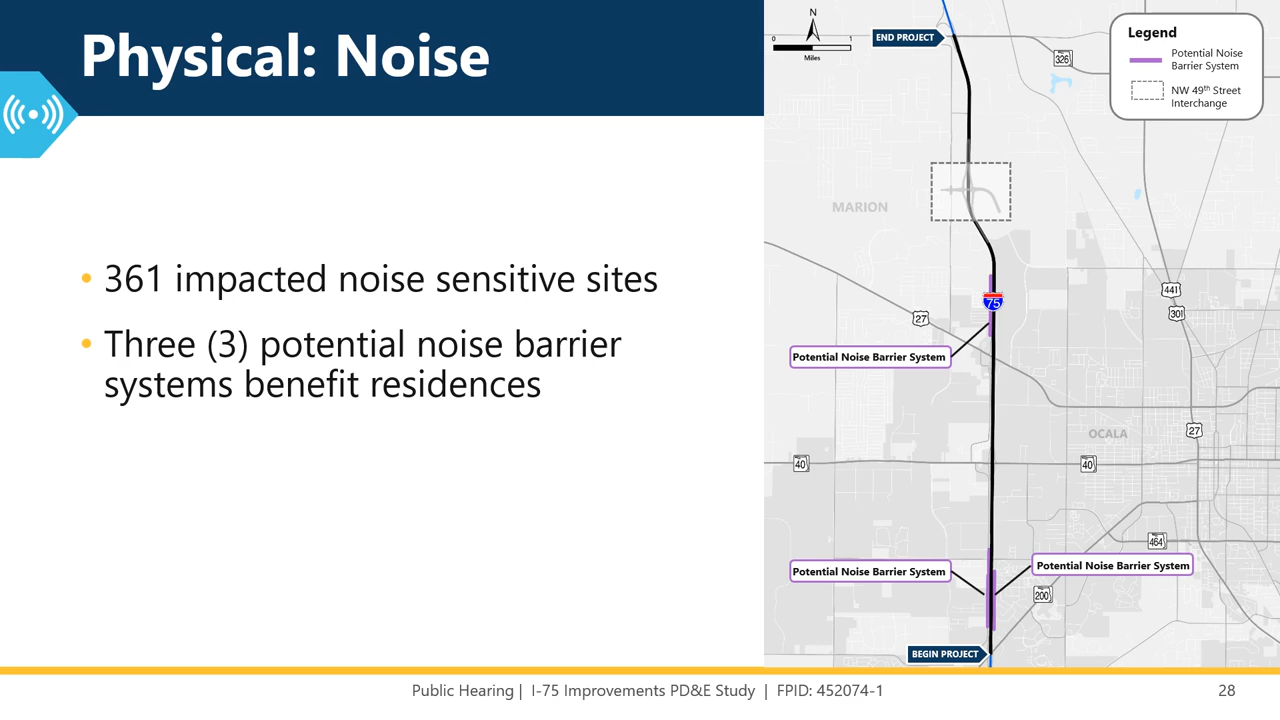 Physical: Noise
• 361 impacted noise sensitive sites
• Three (3) potential noise barrier
systems benefit residences
N
0 1
Miles
END PROJECT
326
Legend
Potential Noise
Barrier System
NW 49th Street
Interchange
MARION
441
301
75
27
Potential Noise Barrier System
OCALA
27
40
40
464
Potential Noise Barrier System
Potential Noise Barrier System
200
BEGIN PROJECT
Public Hearing | I-75 Improvements PD&E Study | FPID: 452074-1
28